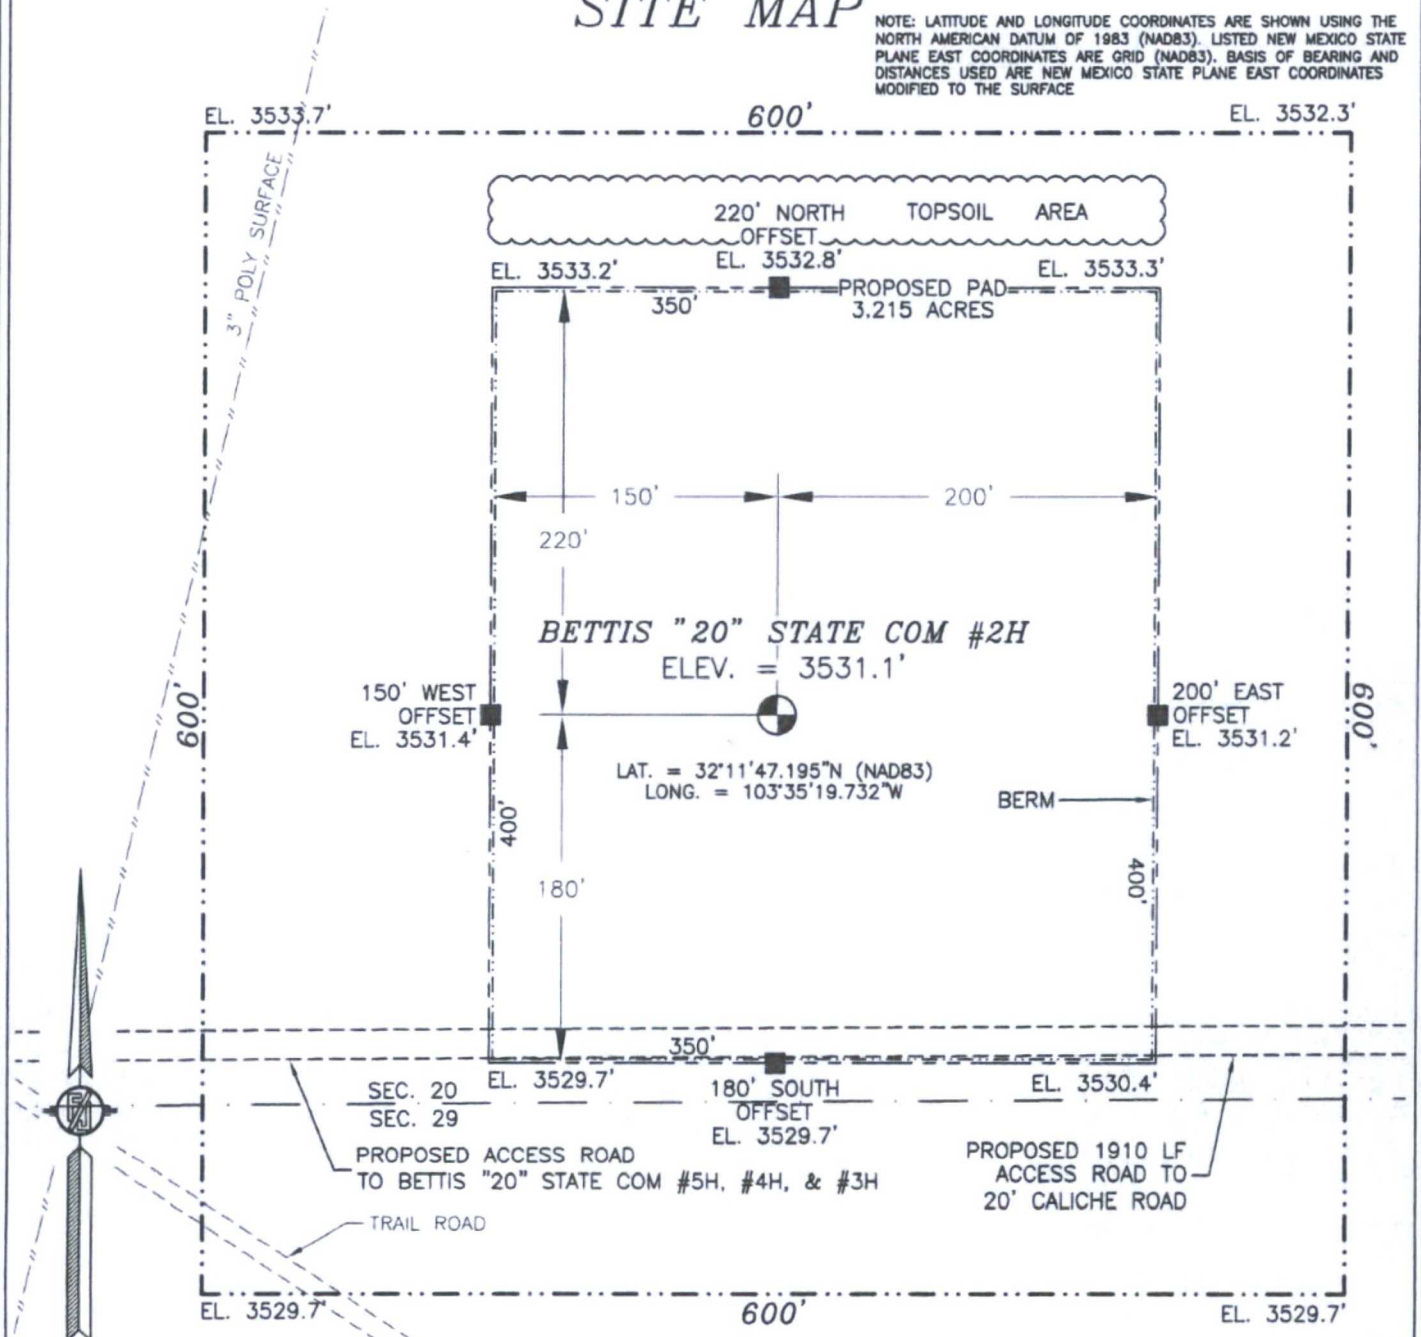 SITE MAP
NOTE: LATITUDE AND LONGITUDE COORDINATES ARE SHOWN USING THE
NORTH AMERICAN DATUM OF 1983 (NAD83). LISTED NEW MEXICO STATE
PLANE EAST COORDINATES ARE GRID (NAD83). BASIS OF BEARING AND
DISTANCES USED ARE NEW MEXICO STATE PLANE EAST COORDINATES
MODIFIED TO THE SURFACE
EL. 3533.7'
600'
EL. 3532.3'
3" POLY SURFACE
220' NORTH
OFFSET
EL. 3532.8'
TOPSOIL AREA
EL. 3533.2'
EL. 3533.3'
350'
PROPOSED PAD
3.215 ACRES
150'
200'
220'
BETTIS "20" STATE COM #2H
ELEV. = 3531.1'
600'
150' WEST
OFFSET
EL. 3531.4'
200' EAST
OFFSET
EL. 3531.2'
600'
LAT. = 32°11'47.195"N (NAD83)
LONG. = 103°35'19.732"W
BERM
400'
400'
180'
350'
EL. 3529.7'
180' SOUTH
OFFSET
EL. 3529.7'
EL. 3530.4'
SEC. 20
SEC. 29
PROPOSED ACCESS ROAD
TO BETTIS "20" STATE COM #5H, #4H, & #3H
PROPOSED 1910 LF
ACCESS ROAD TO
20' CALICHE ROAD
TRAIL ROAD
EL. 3529.7'
600'
EL. 3529.7'